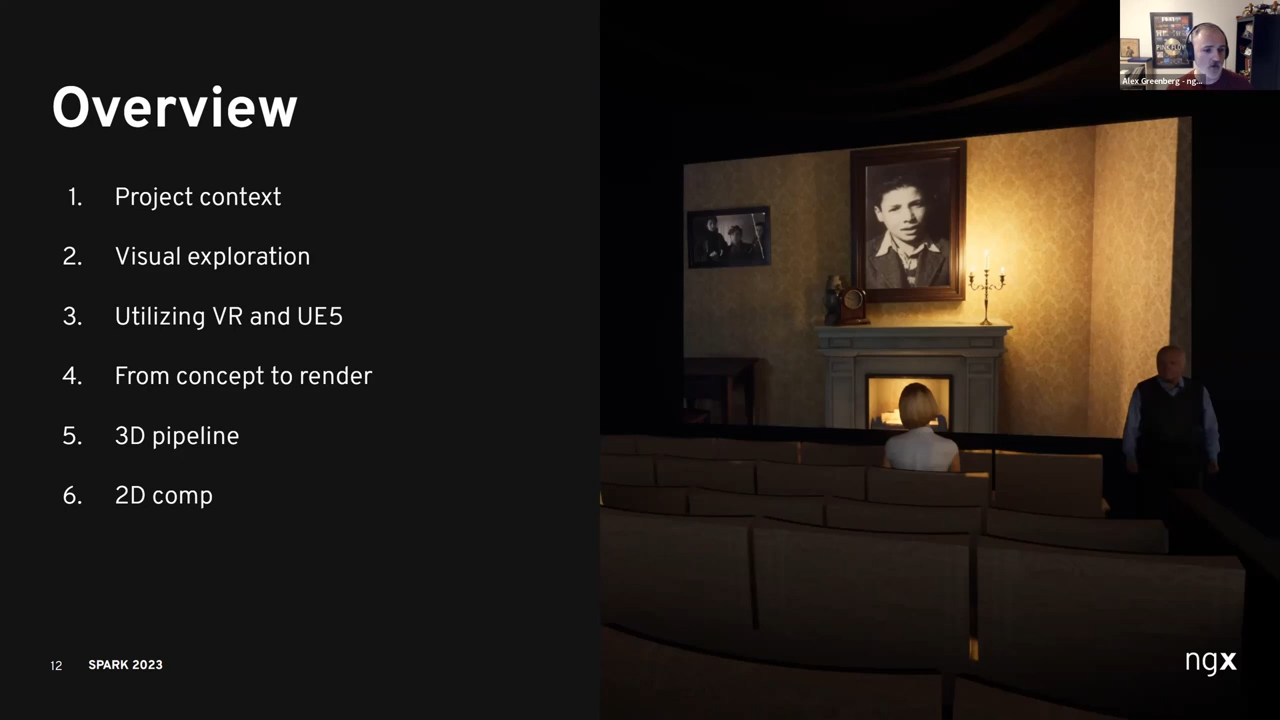 Overview
1. Project context
2. Visual exploration
3. Utilizing VR and UE5
4. From concept to render
5. 3D pipeline
6. 2D comp
12 SPARK 2023
Alex Greenberg - ng...
ngx